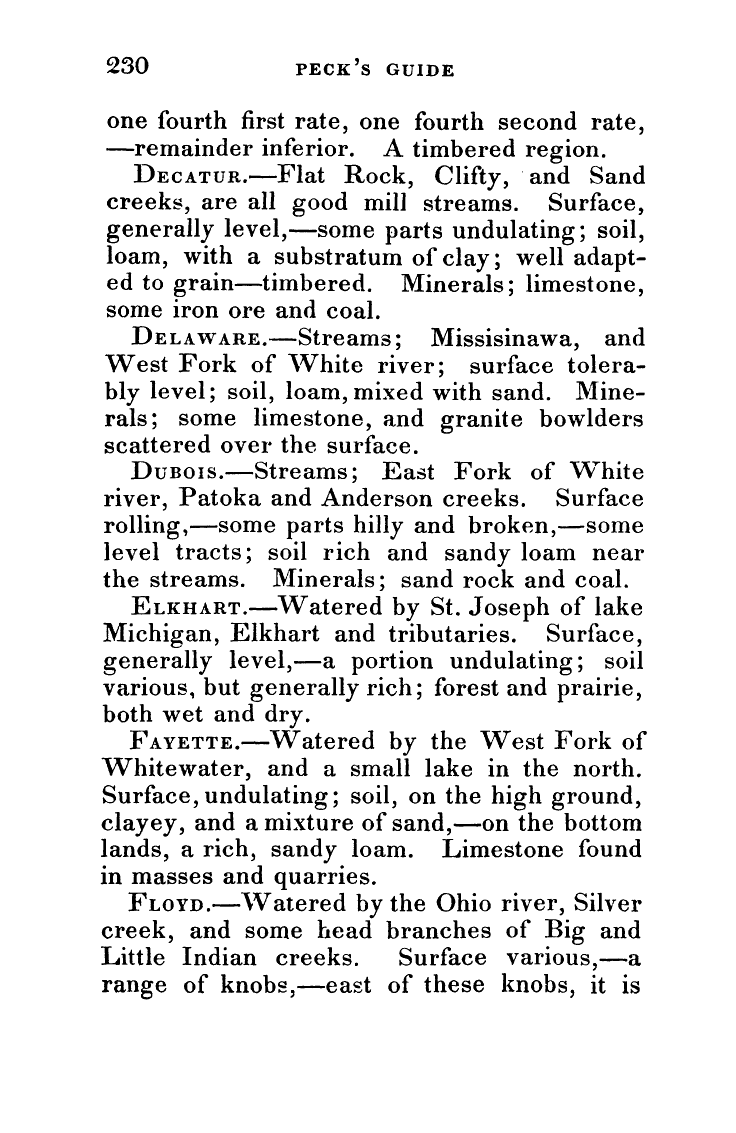 230 PECK'S GUIDE
one fourth first rate, one fourth second rate,
—remainder inferior. A timbered region.
DECATUR.—Flat Rock, Clifty, and Sand
creeks, are all good mill streams. Surface,
generally level,—some parts undulating; soil,
loam, with a substratum of clay; well adapt-
ed to grain—timbered. Minerals; limestone,
some iron ore and coal.
DELAWARE.—Streams; Missisinawa, and
West Fork of White river; surface tolera-
bly level; soil, loam, mixed with sand. Mine-
rals; some limestone, and granite bowlders
scattered over the surface.
DUBOIS.—Streams; East Fork of White
river, Patoka and Anderson creeks. Surface
rolling,—some parts hilly and broken,—some
level tracts; soil rich and sandy loam near
the streams. Minerals; sand rock and coal.
ELKHART.—Watered by St. Joseph of lake
Michigan, Elkhart and tributaries. Surface,
generally level,—a portion undulating; soil
various, but generally rich; forest and prairie,
both wet and dry.
FAYETTE.—Watered by the West Fork of
Whitewater, and a small lake in the north.
Surface, undulating; soil, on the high ground,
clayey, and a mixture of sand,—on the bottom
lands, a rich, sandy loam. Limestone found
in masses and quarries.
FLOYD.—Watered by the Ohio river, Silver
creek, and some head branches of Big and
Little Indian creeks. Surface various,—a
range of knobs,—east of these knobs, it is